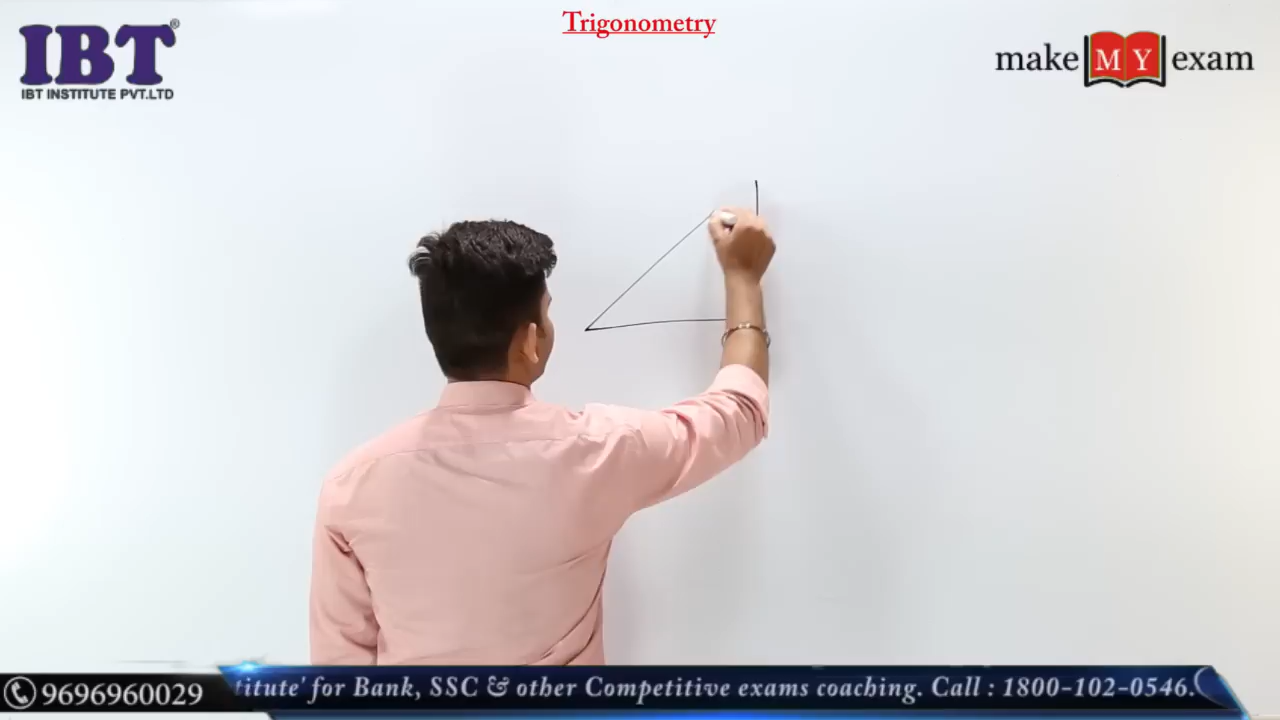 Trigonometry
IBT®
IBT INSTITUTE PVT.LTD
make MY exam
9696960029
titute' for Bank, SSC & other Competitive exams coaching. Call : 1800-102-0546.